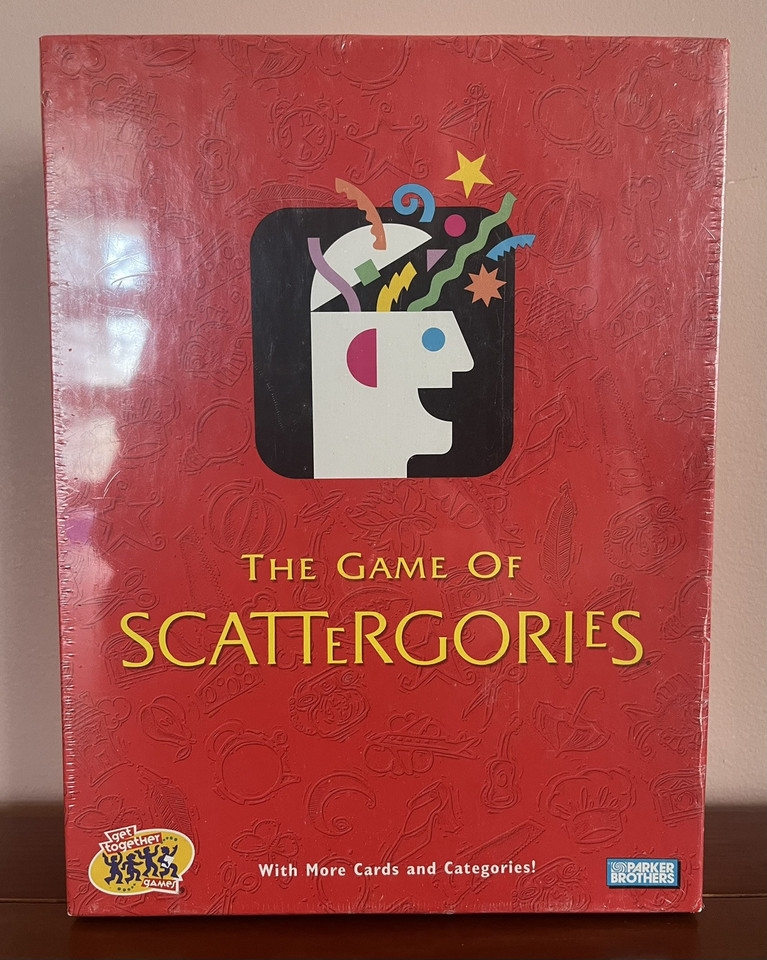 THE GAME OF
SCATTERGORIES
get
together
games
With More Cards and Categories!
PARKER
BROTHERS